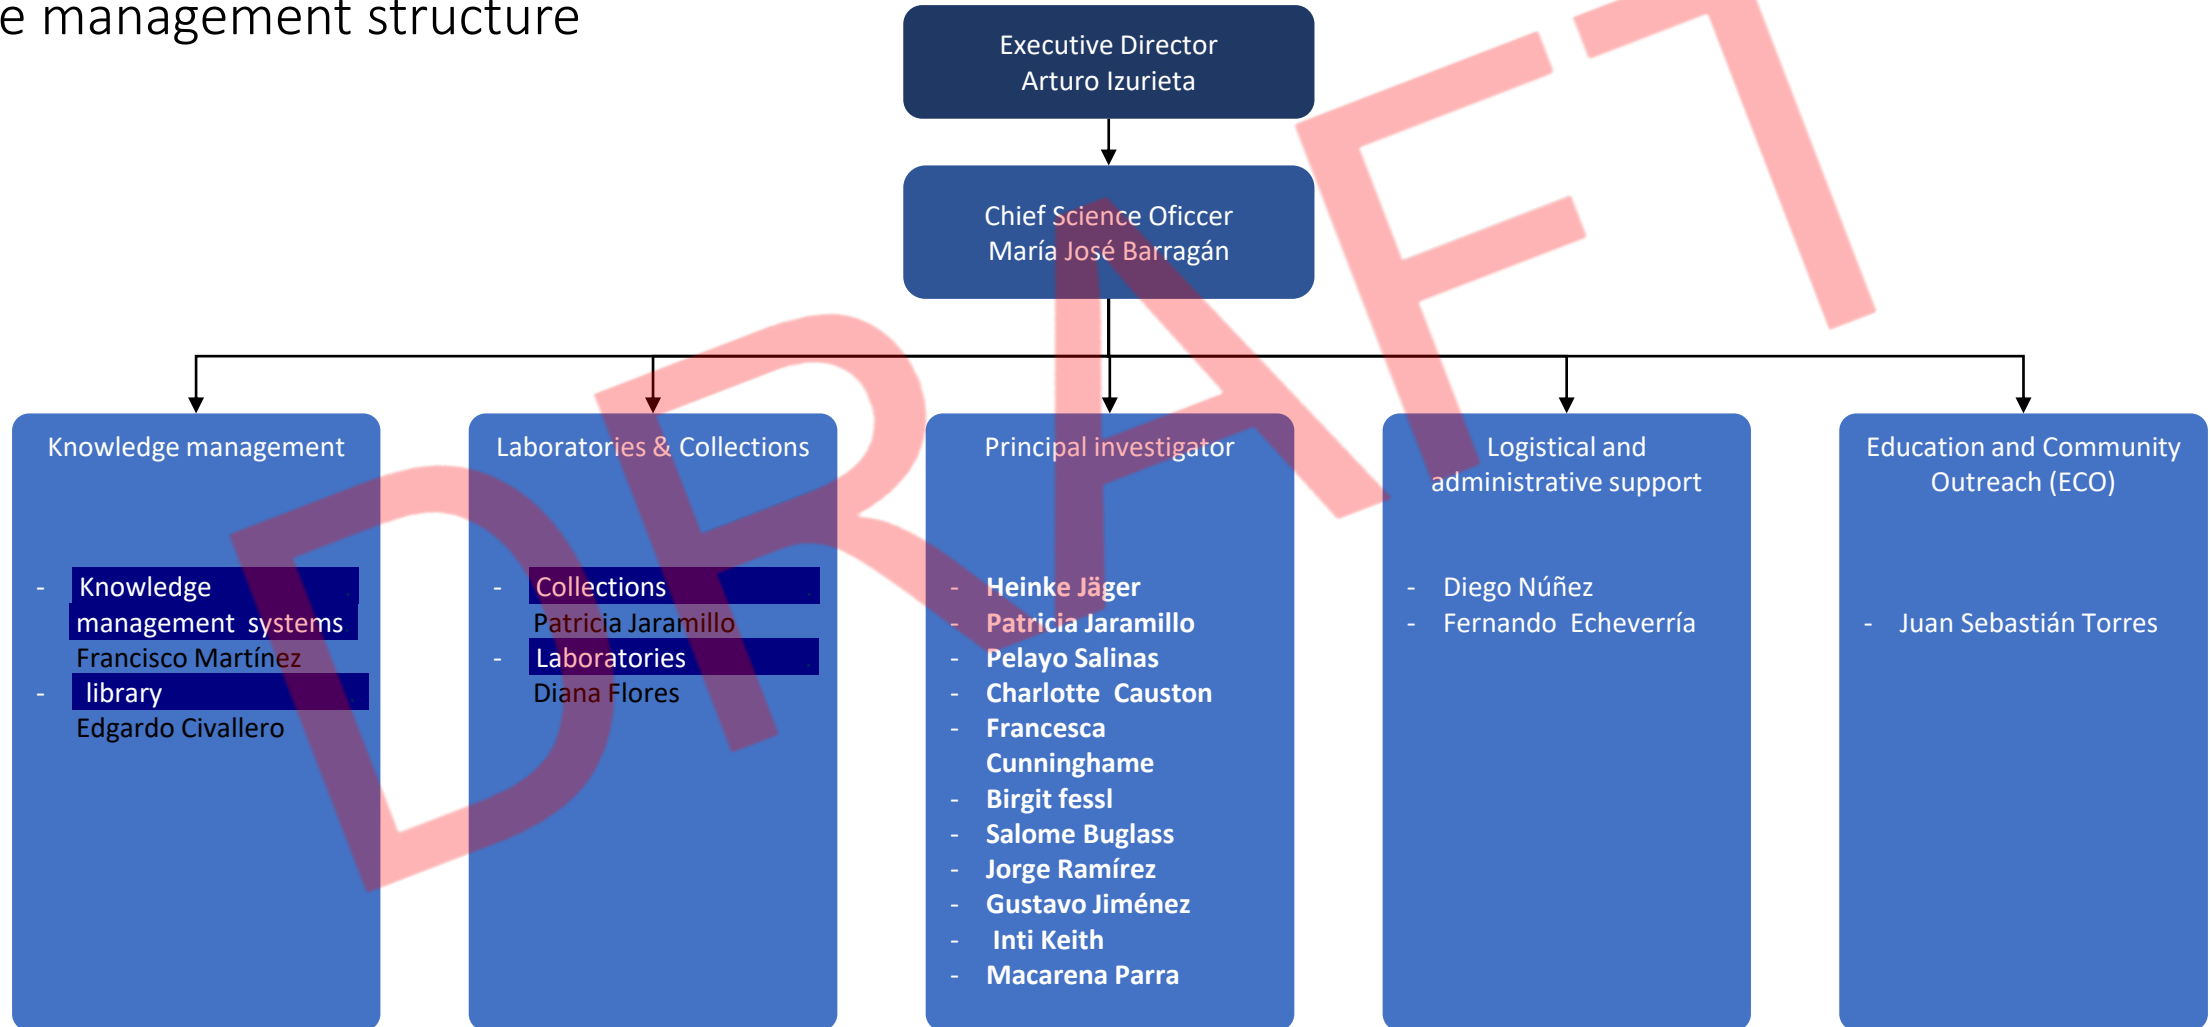 e management structure
Executive Director
Arturo Izurieta
Chief Science Oficcer
María José Barragán
Knowledge management
- Knowledge
management systems
Francisco Martínez
- library
Edgardo Civallero
Laboratories & Collections
- Collections
Patricia Jaramillo
- Laboratories
Diana Flores
Principal investigator
- Heinke Jäger
- Patricia Jaramillo
- Pelayo Salinas
- Charlotte Causton
- Francesca
Cunninghame
- Birgit fessl
- Salome Buglass
- Jorge Ramírez
- Gustavo Jiménez
- Inti Keith
- Macarena Parra
Logistical and
administrative support
- Diego Núñez
- Fernando Echeverría
Education and Community
Outreach (ECO)
- Juan Sebastián Torres
DRAFT